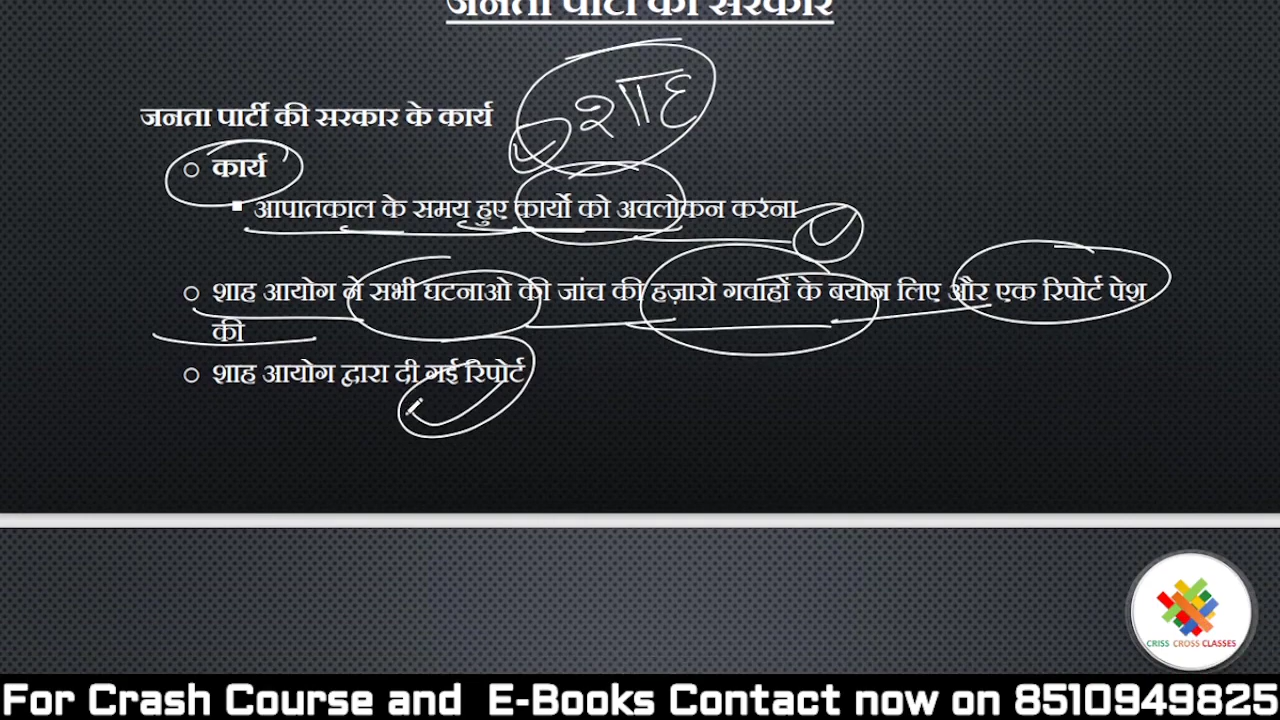 जनता पार्टी की सरकार
जनता पार्टी की सरकार के कार्य
शाह
कार्य
आपातकाल के समय हुए कार्यो को अवलोकन करना
शाह आयोग ने सभी घटनाओ की जांच की हज़ारो गवाहों के बयान लिए और एक रिपोर्ट पेश
की
शाह आयोग द्वारा दी गई रिपोर्ट
CRISS CROSS CLASSES
For Crash Course and E-Books Contact now on 8510949825